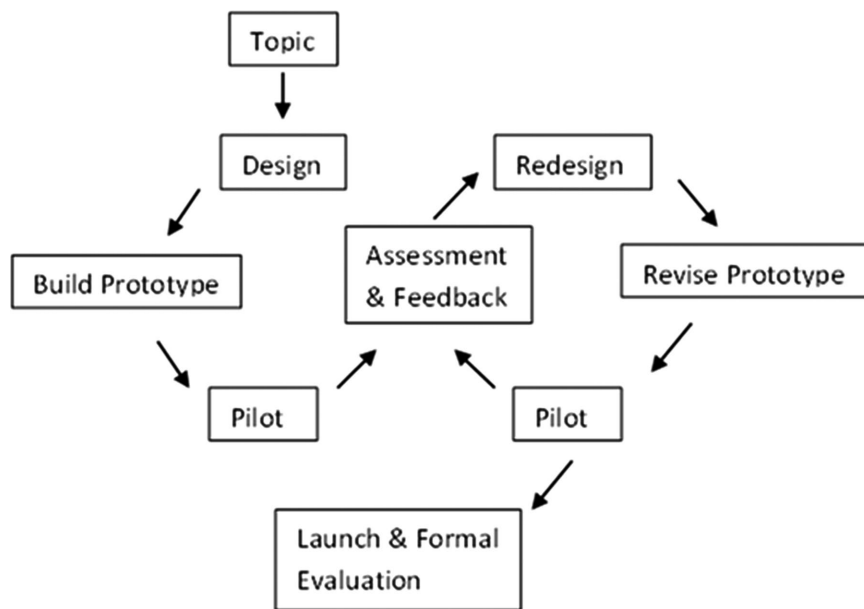 Topic
Design
Redesign
Assessment
& Feedback
Build Prototype
Revise Prototype
Pilot
Pilot
Launch & Formal
Evaluation